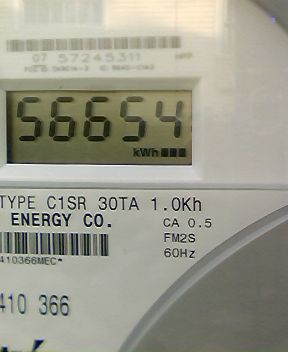 07 57245311
56654
kWh
TYPE C1SR 30TA 1.0Kh
ENERGY CO.
CA 0.5
FM2S
60Hz
410366MEC*
410 366